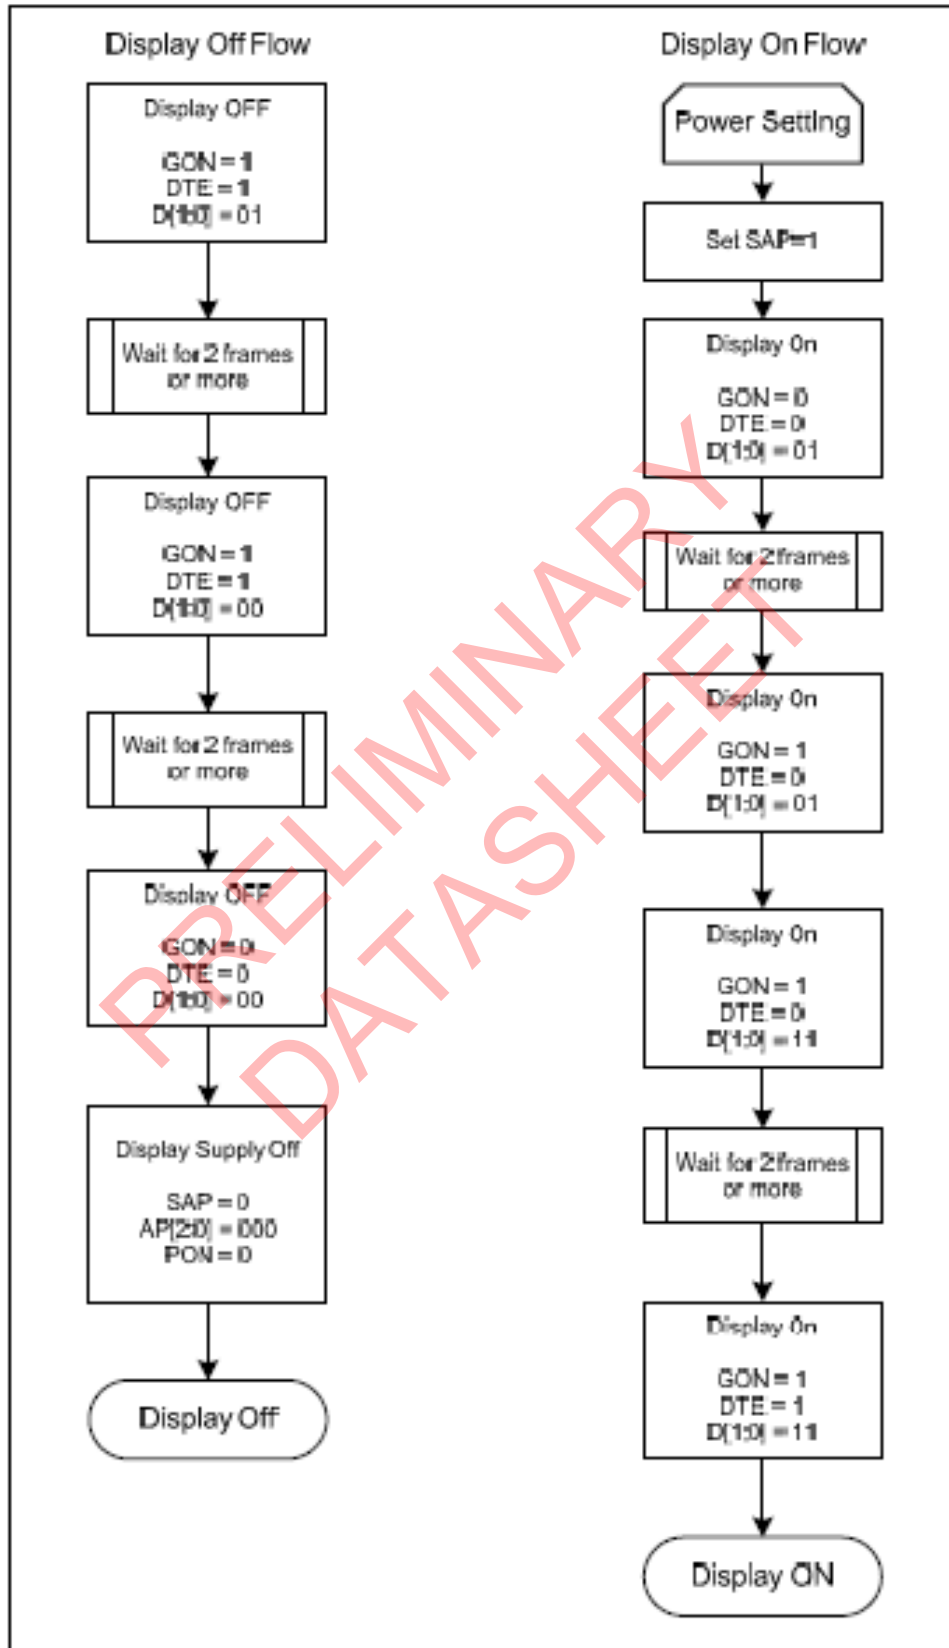 Display Off Flow
Display OFF
GON = 1
DTE = 1
D[1:0] = 01
Wait for 2 frames
or more
Display OFF
GON = 1
DTE = 1
D[1:0] = 00
Wait for 2 frames
or more
Display OFF
GON = 0
DTE = 0
D[1:0] = 00
Display Supply Off
SAP = 0
AP[2:0] = 000
PON = 0
Display Off
Display On Flow
Power Setting
Set SAP=1
Display On
GON = 0
DTE = 0
D[1:0] = 01
Wait for 2 frames
or more
Display On
GON = 1
DTE = 0
D[1:0] = 01
Display On
GON = 1
DTE = 0
D[1:0] = 11
Wait for 2 frames
or more
Display On
GON = 1
DTE = 1
D[1:0] = 11
Display ON
PRELIMINARY
DATASHEET